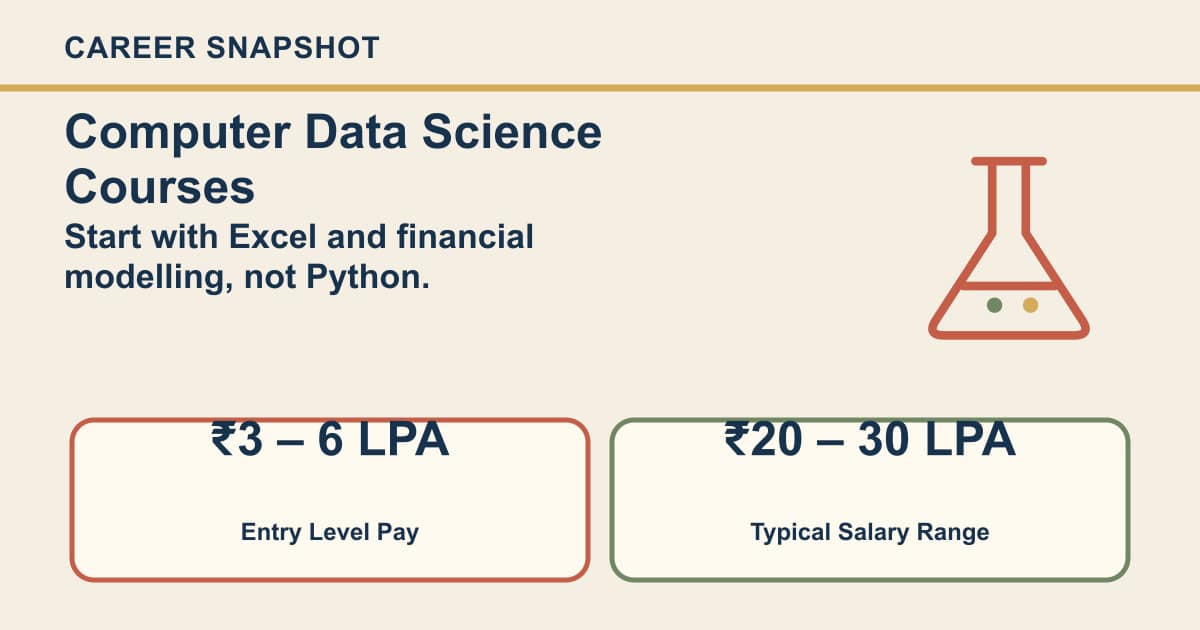 CAREER SNAPSHOT
Computer Data Science
Courses
Start with Excel and financial
modelling, not Python.
₹3 – 6 LPA
Entry Level Pay
₹20 – 30 LPA
Typical Salary Range